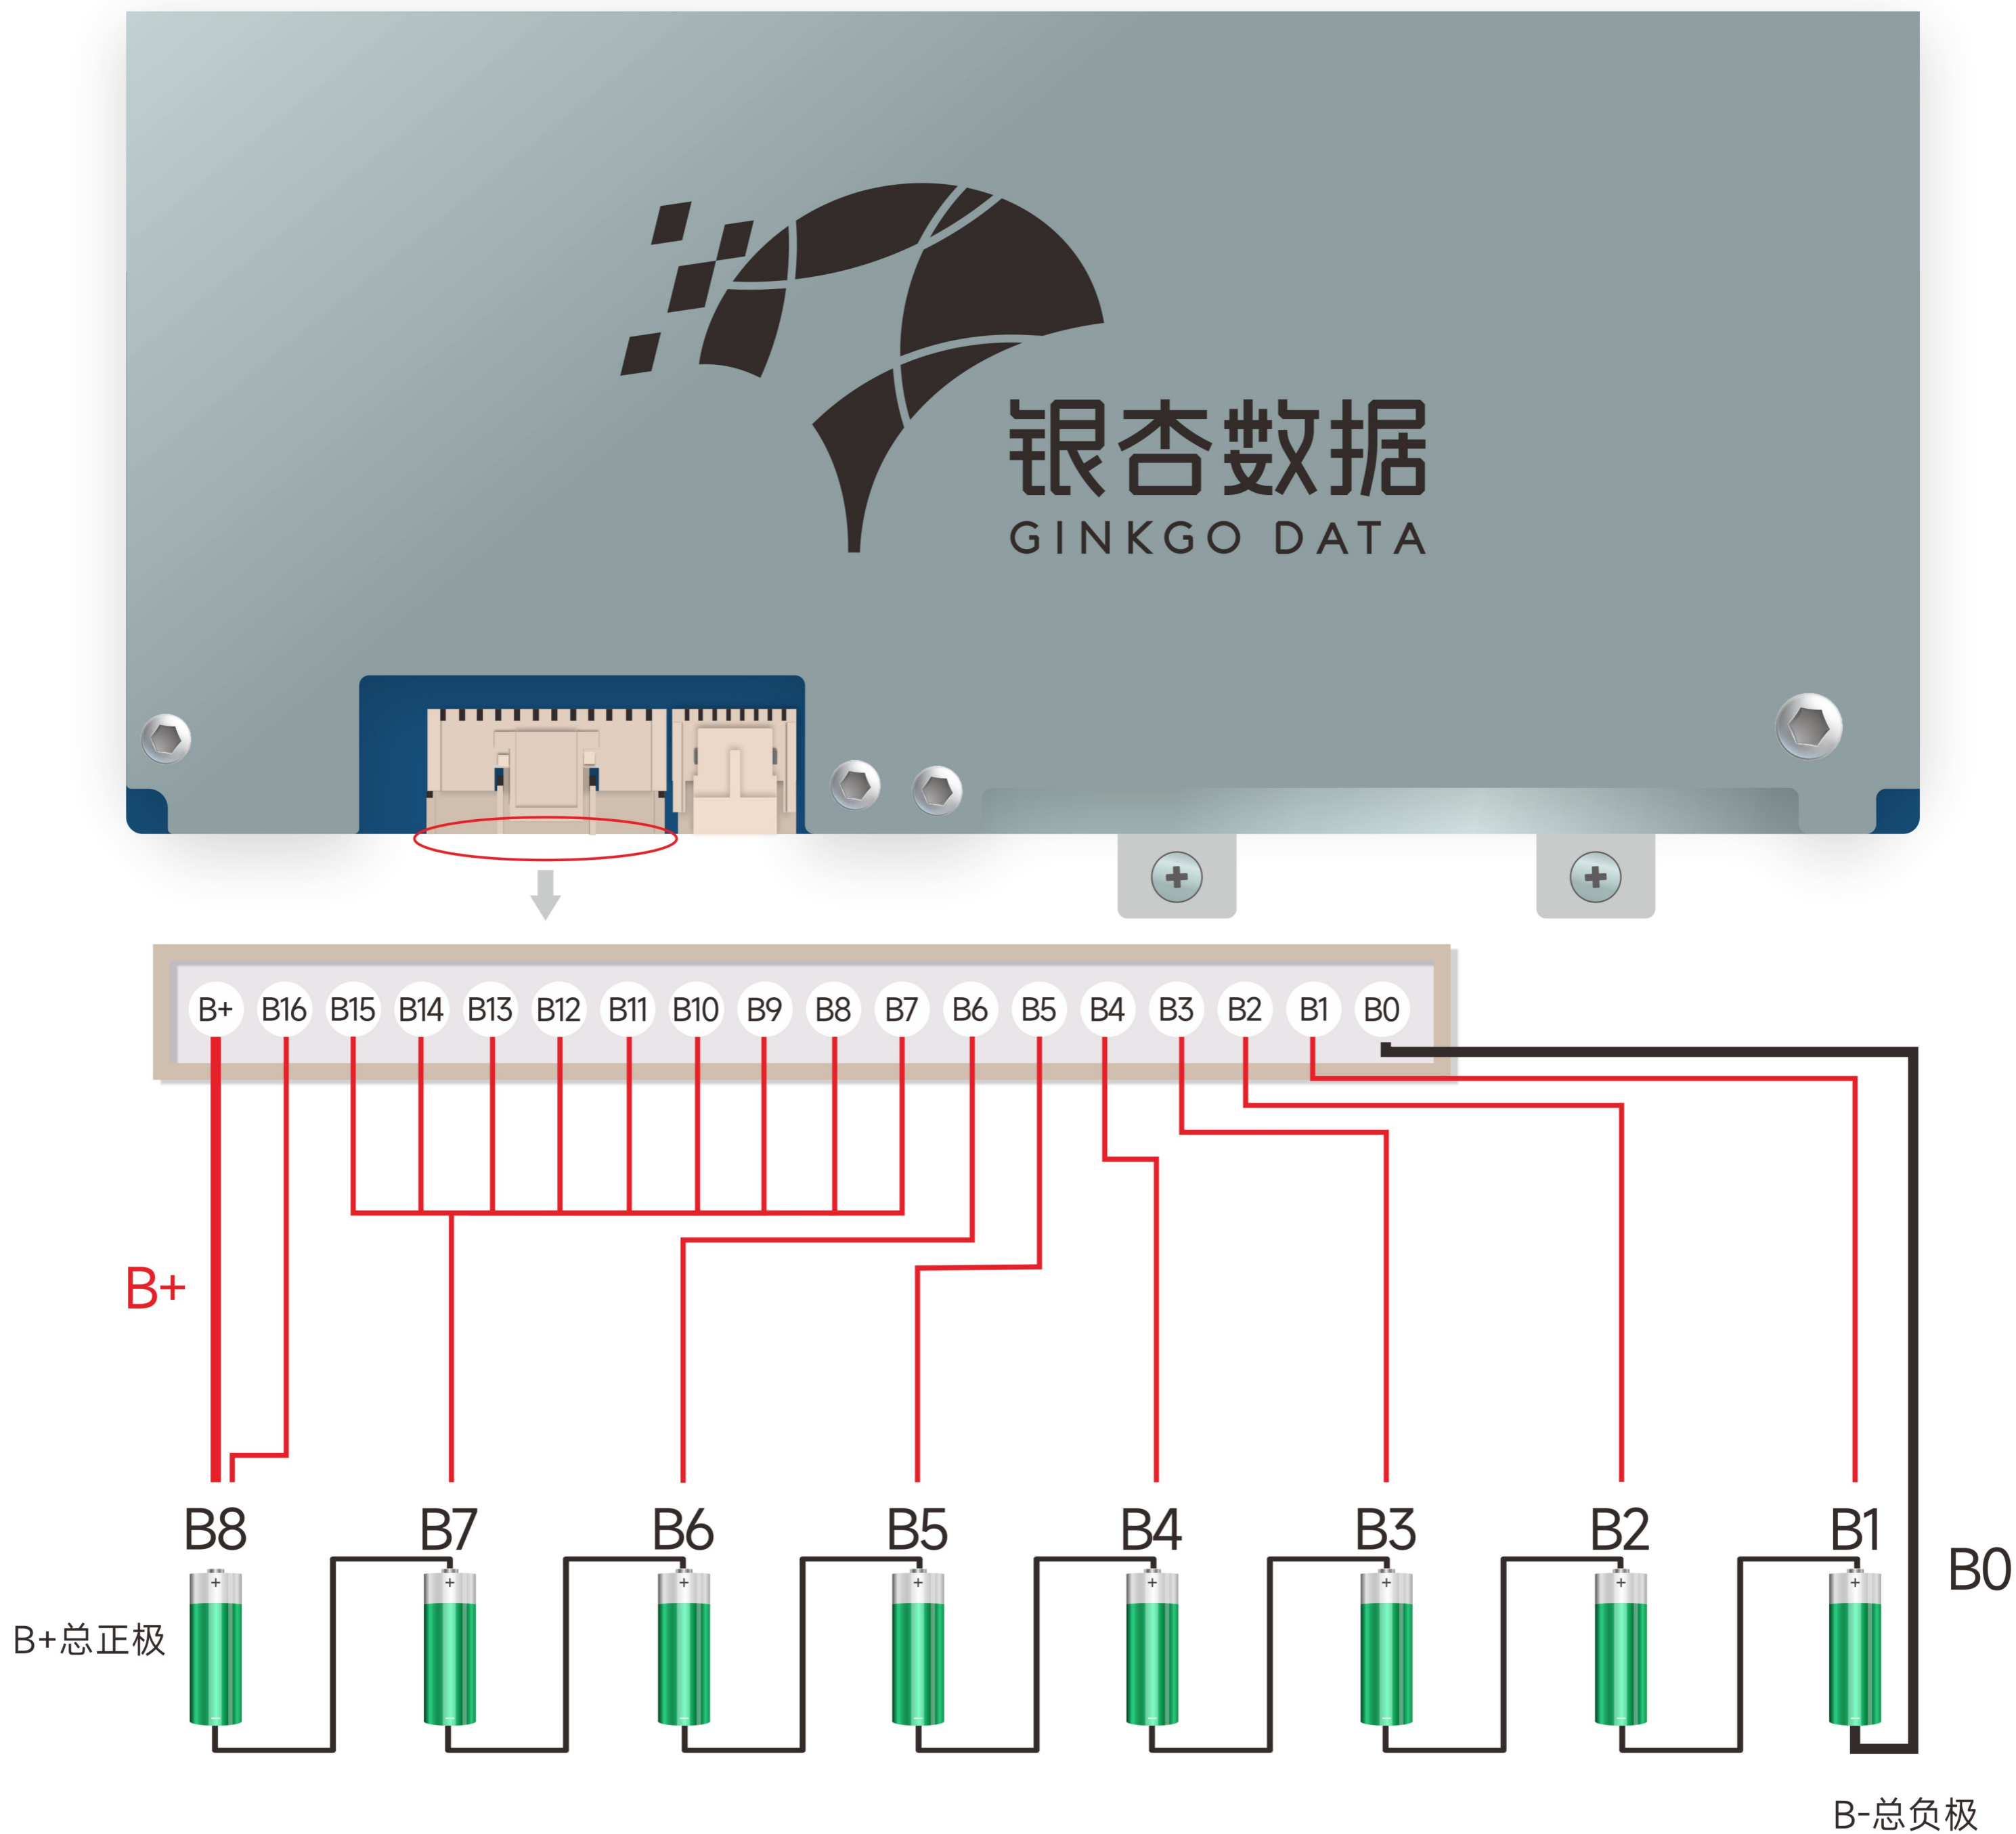 银杏数据
GINKGO DATA
B+ B16 B15 B14 B13 B12 B11 B10 B9 B8 B7 B6 B5 B4 B3 B2 B1 B0
B+
B8 B7 B6 B5 B4 B3 B2 B1
B0
+ + + + + + + +
B+总正极
− − − − − − − −
B-总负极